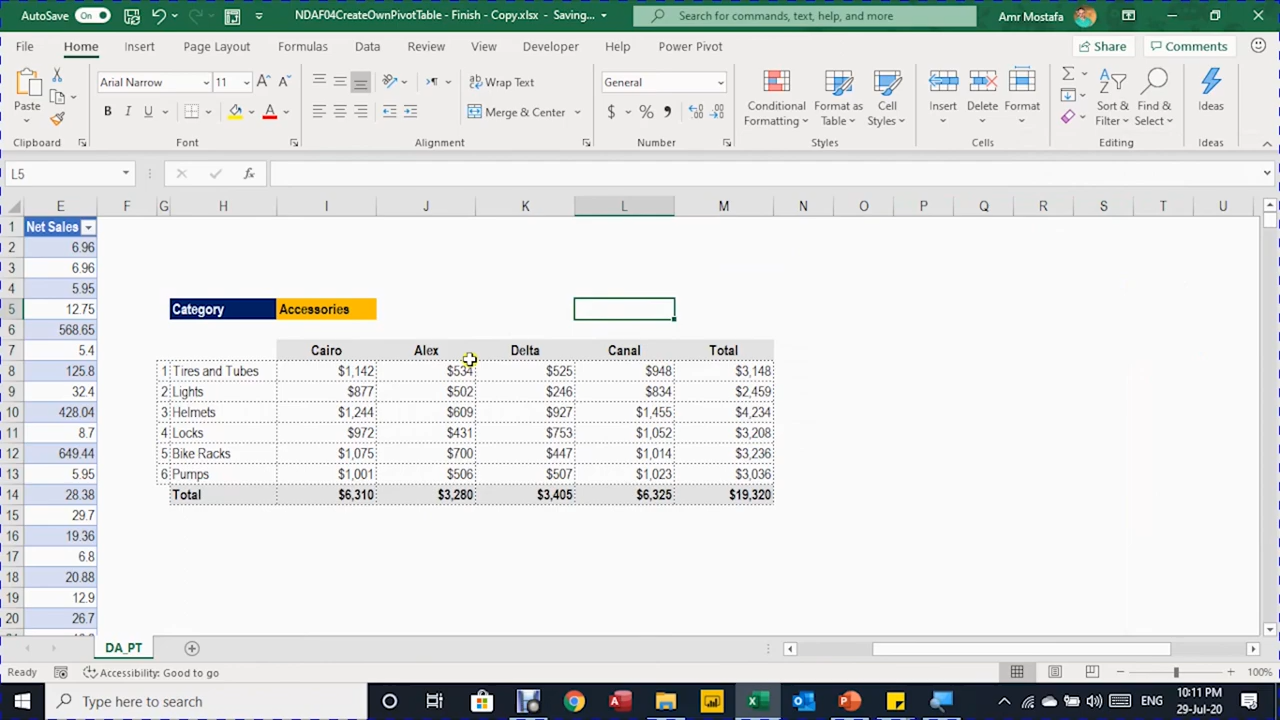 AutoSave On NDAF04CreateOwnPivotTable - Finish - Copy.xlsx - Saving... Search for commands, text, help, and more Amr Mostafa
File Home Insert Page Layout Formulas Data Review View Developer Help Power Pivot Share Comments
Paste Arial Narrow 11 Wrap Text General Conditional Formatting Format as Table Cell Styles Insert Delete Format Sort & Filter Find & Select Ideas
B I U Merge & Center $ %
Clipboard Font Alignment Number Styles Cells Editing Ideas
L5 fx
E F G H I J K L M N O P Q R S T U
1 Net Sales
2 6.96
3 6.96
4 5.95
5 12.75 Category Accessories
6 568.65
7 5.4 Cairo Alex Delta Canal Total
8 125.8 1 Tires and Tubes $1,142 $534 $525 $948 $3,148
9 32.4 2 Lights $877 $502 $246 $834 $2,459
10 428.04 3 Helmets $1,244 $609 $927 $1,455 $4,234
11 8.7 4 Locks $972 $431 $753 $1,052 $3,208
12 649.44 5 Bike Racks $1,075 $700 $447 $1,014 $3,236
13 5.95 6 Pumps $1,001 $506 $507 $1,023 $3,036
14 28.38 Total $6,310 $3,280 $3,405 $6,325 $19,320
15 29.7
16 19.36
17 6.8
18 20.88
19 12.9
20 26.7
DA_PT
Ready Accessibility: Good to go 100%
Type here to search ENG 10:11 PM
29-Jul-20